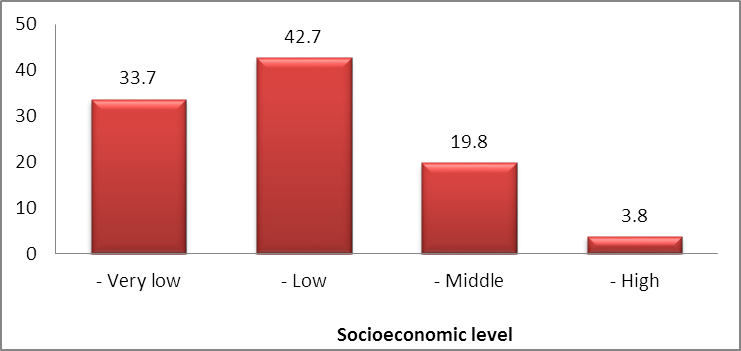 50
40
30
20
10
0
33.7
42.7
19.8
3.8
- Very low
- Low
- Middle
- High
Socioeconomic level